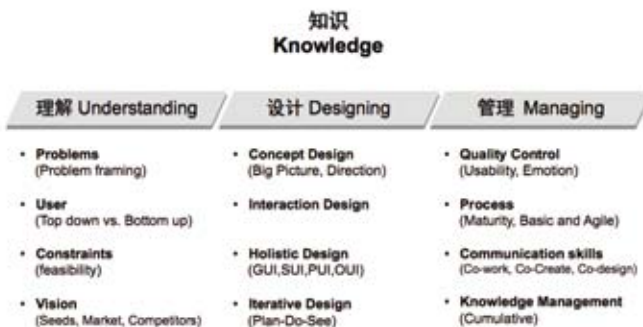 知识
Knowledge
理解 Understanding
设计 Designing
管理 Managing
• Problems
(Problem framing)
• User
(Top down vs. Bottom up)
• Constraints
(feasibility)
• Vision
(Seeds, Market, Competitors)
• Concept Design
(Big Picture, Direction)
• Interaction Design
• Holistic Design
(GUI,SUI,PUI,OUI)
• Iterative Design
(Plan-Do-See)
• Quality Control
(Usability, Emotion)
• Process
(Maturity, Basic and Agile)
• Communication skills
(Co-work, Co-Create, Co-design)
• Knowledge Management
(Cumulative)